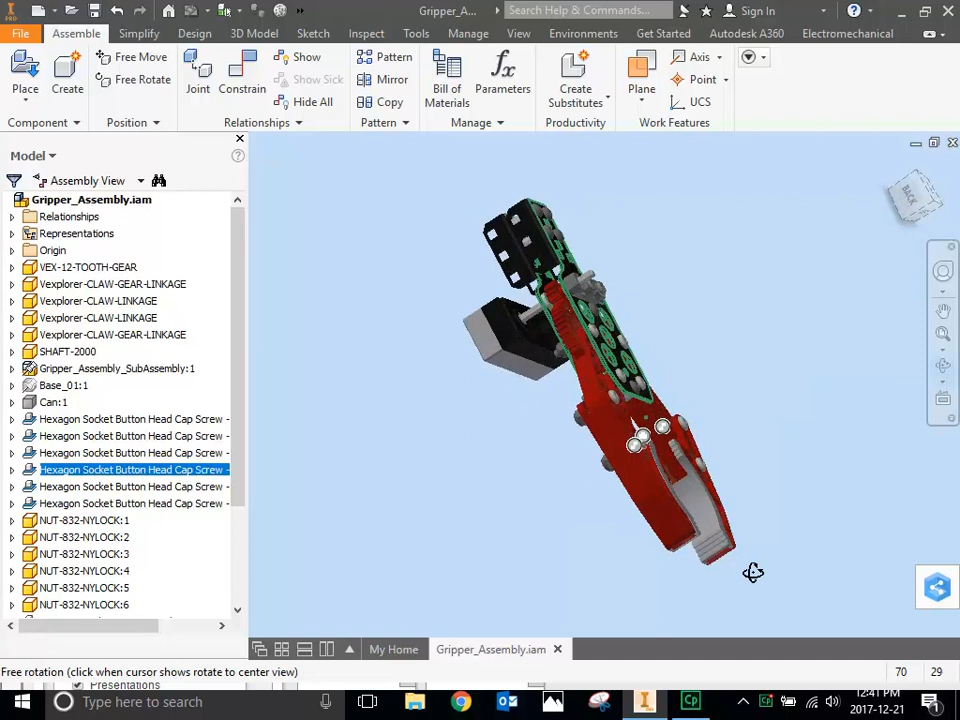 Gripper_A...
Search Help & Commands...
Sign In
PRO
File
Assemble
Simplify
Design
3D Model
Sketch
Inspect
Tools
Manage
View
Environments
Get Started
Autodesk A360
Electromechanical
Place
Create
Free Move
Free Rotate
Component
Position
Joint
Constrain
Show
Show Sick
Hide All
Relationships
Pattern
Mirror
Copy
Pattern
Bill of
Materials
Parameters
Manage
Create
Substitutes
Productivity
Plane
Axis
Point
UCS
Work Features
Model
Assembly View
Gripper_Assembly.iam
Relationships
Representations
Origin
VEX-12-TOOTH-GEAR
Vexplorer-CLAW-GEAR-LINKAGE
Vexplorer-CLAW-LINKAGE
Vexplorer-CLAW-LINKAGE
Vexplorer-CLAW-GEAR-LINKAGE
SHAFT-2000
Gripper_Assembly_SubAssembly:1
Base_01:1
Can:1
Hexagon Socket Button Head Cap Screw -
Hexagon Socket Button Head Cap Screw -
Hexagon Socket Button Head Cap Screw -
Hexagon Socket Button Head Cap Screw -
Hexagon Socket Button Head Cap Screw -
Hexagon Socket Button Head Cap Screw -
NUT-832-NYLOCK:1
NUT-832-NYLOCK:2
NUT-832-NYLOCK:3
NUT-832-NYLOCK:4
NUT-832-NYLOCK:5
NUT-832-NYLOCK:6
BACK
My Home
Gripper_Assembly.iam
Free rotation (click when cursor shows rotate to center view)
70
29
Presentations
Type here to search
12:41 PM
2017-12-21